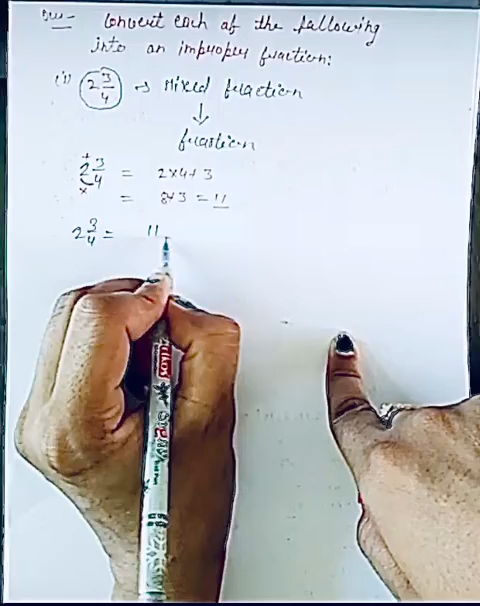 Ques- Convert each of the following
into an improper fraction:
(i) 2 3/4 → Mixed fraction
↓
fraction
+
2 3/4 = 2×4+3
×
= 8+3 = 11
2 3/4 = 11